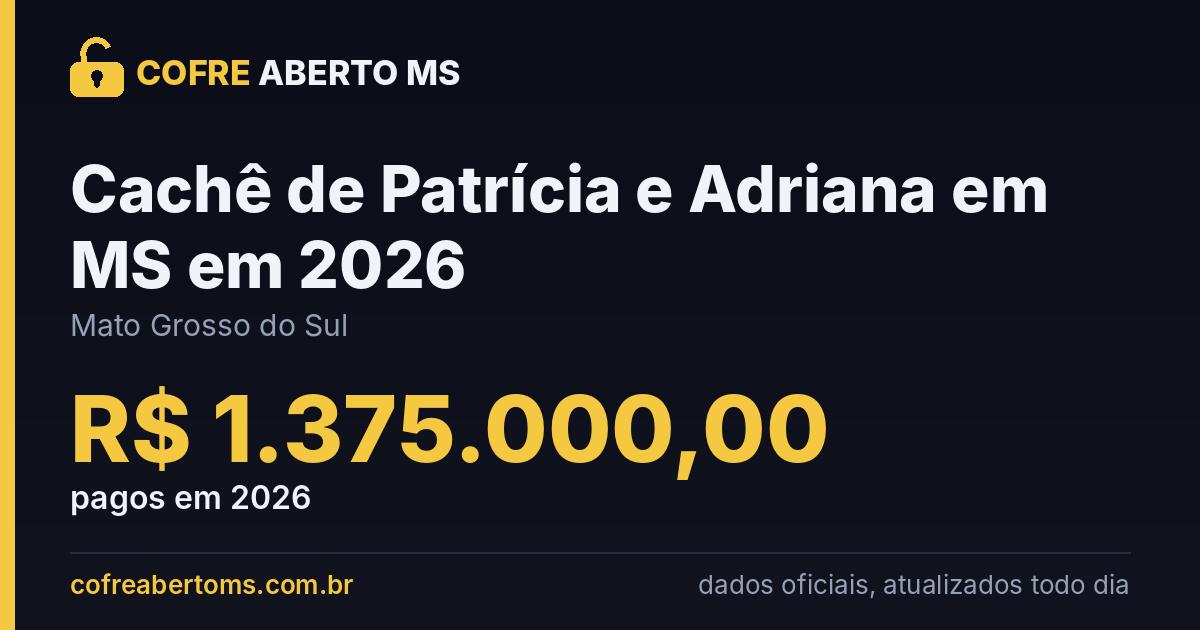 COFRE ABERTO MS
Cachê de Patrícia e Adriana em
MS em 2026
Mato Grosso do Sul
R$ 1.375.000,00
pagos em 2026
cofreabertoms.com.br
dados oficiais, atualizados todo dia